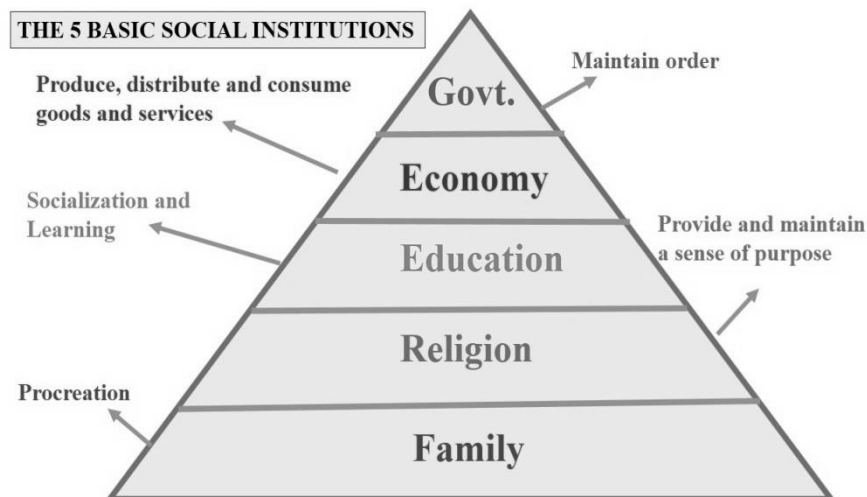 THE 5 BASIC SOCIAL INSTITUTIONS
Maintain order
Govt.
Produce, distribute and consume
goods and services
Economy
Socialization and
Learning
Education
Provide and maintain
a sense of purpose
Religion
Procreation
Family